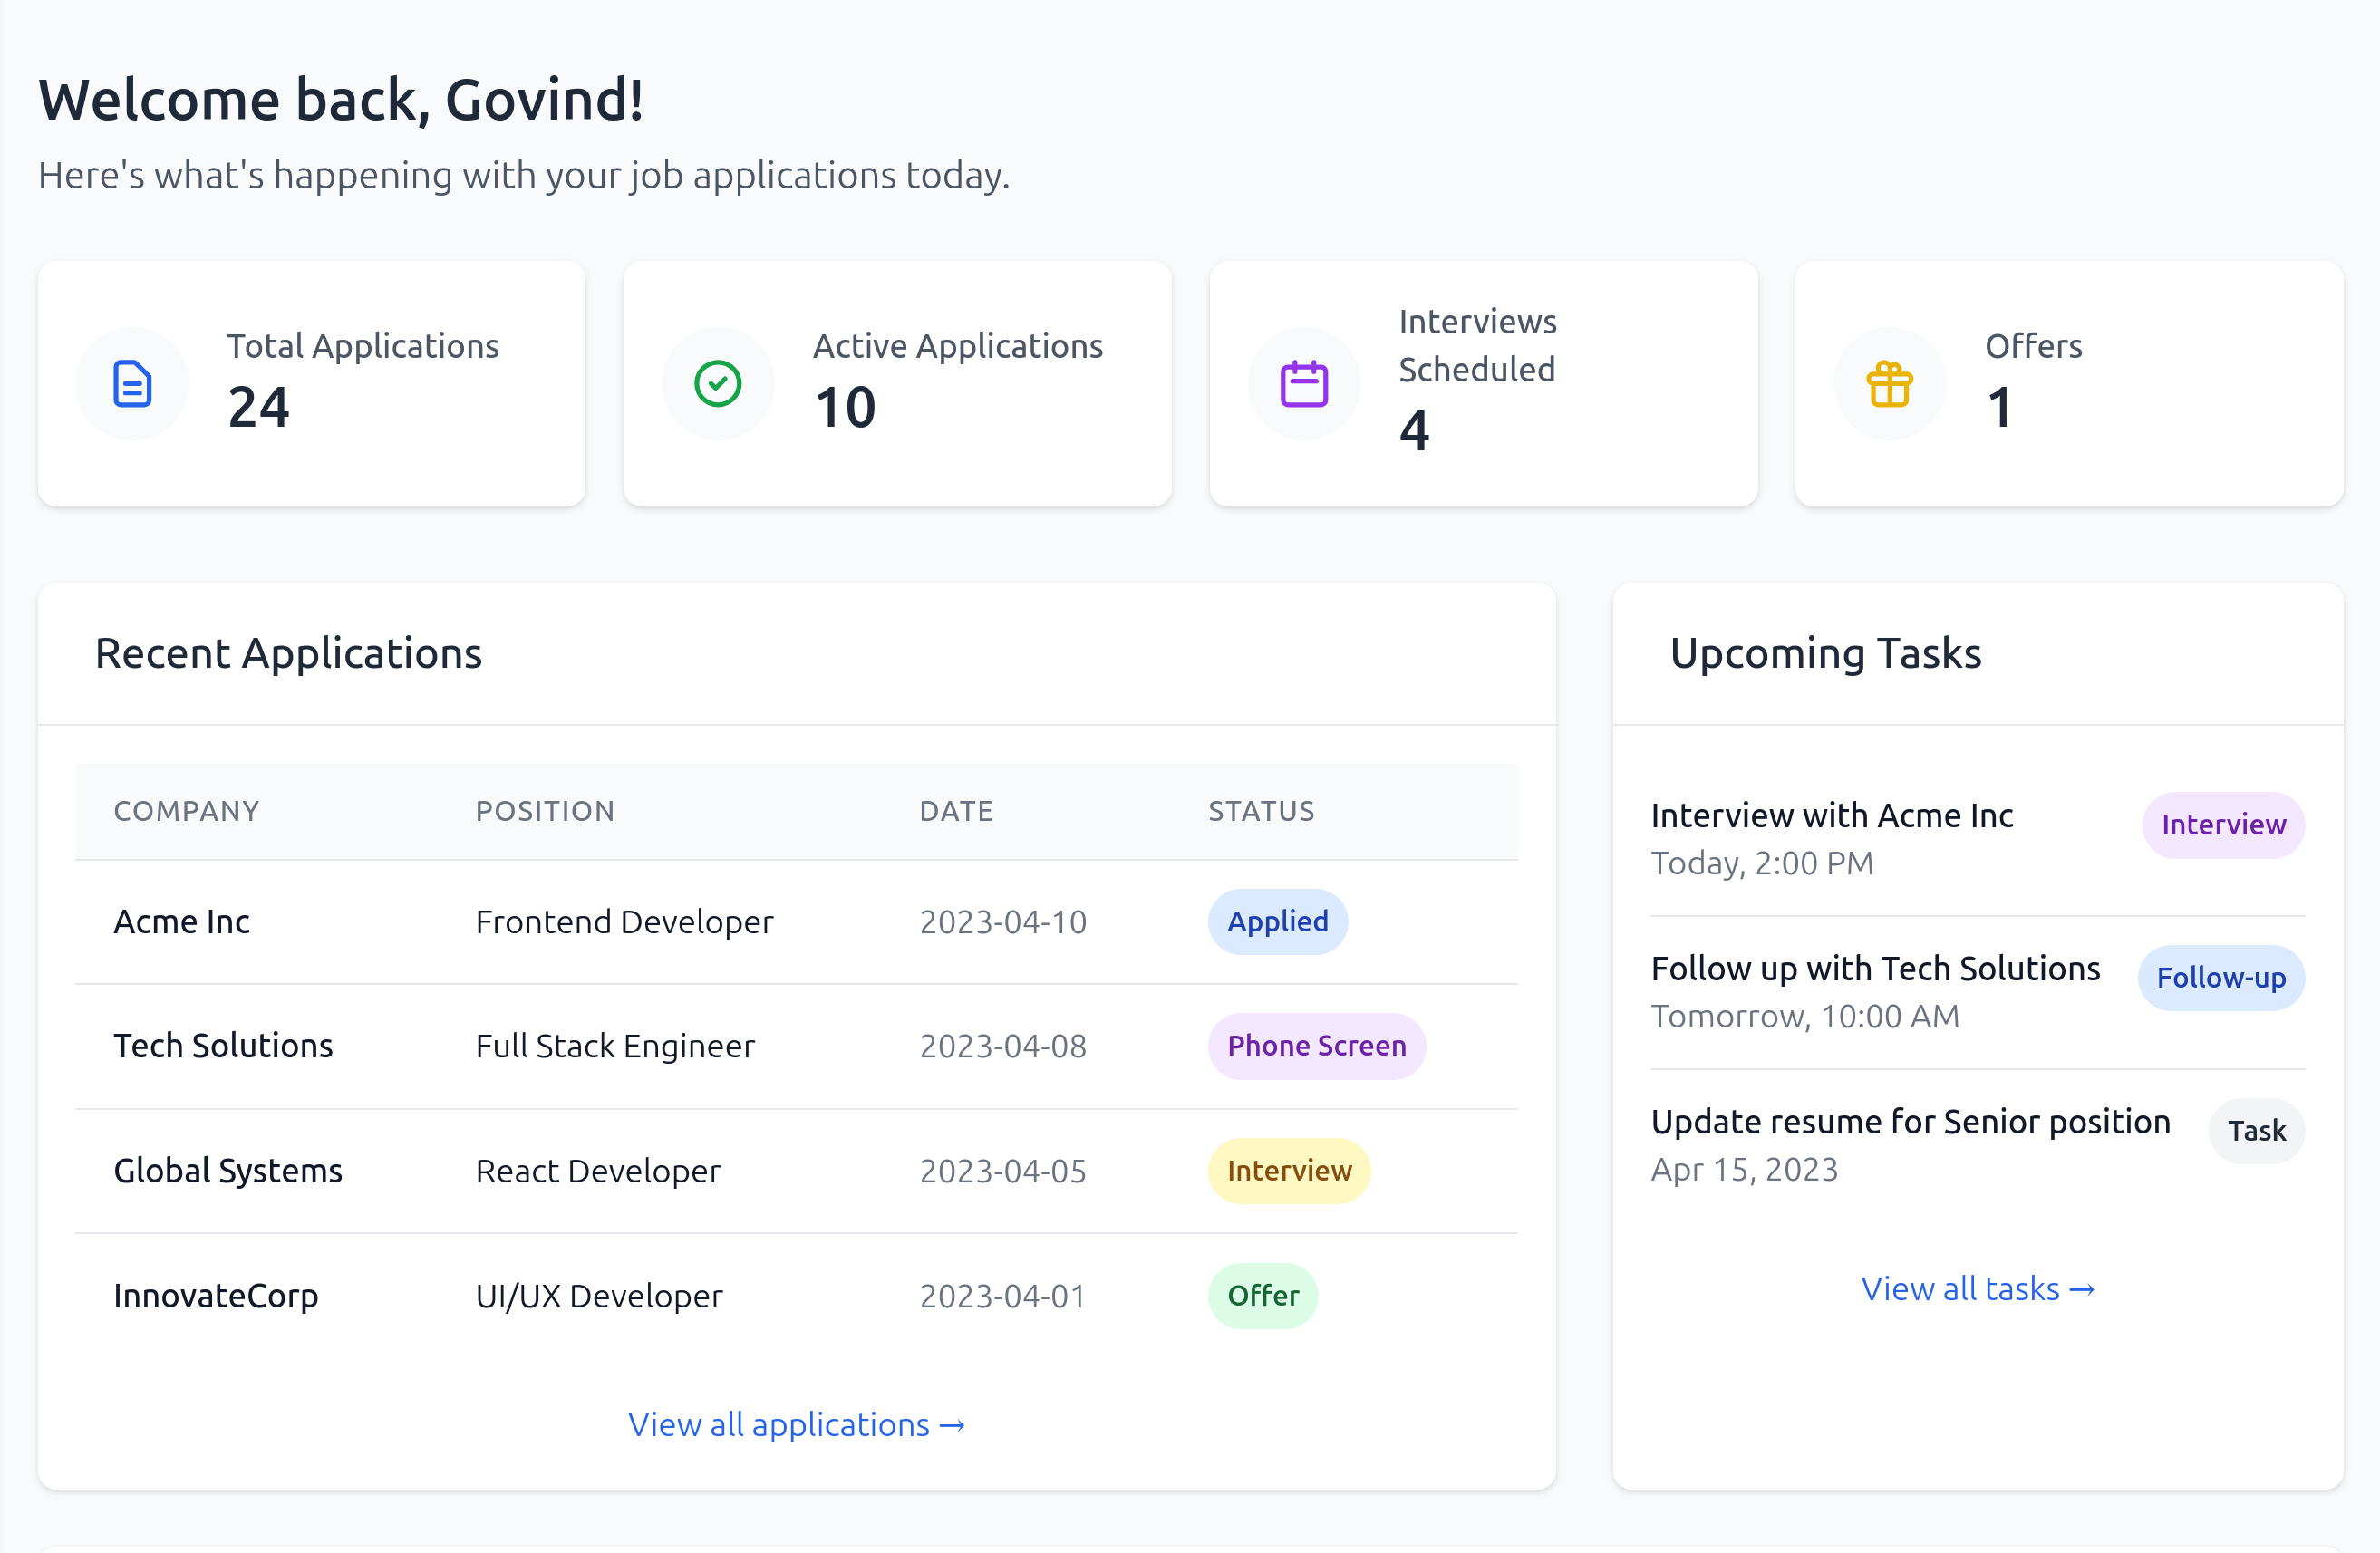 Welcome back, Govind!
Here's what's happening with your job applications today.
Total Applications
24
Active Applications
10
Interviews
Scheduled
4
Offers
1
Recent Applications
COMPANY POSITION DATE STATUS
Acme Inc Frontend Developer 2023-04-10 Applied
Tech Solutions Full Stack Engineer 2023-04-08 Phone Screen
Global Systems React Developer 2023-04-05 Interview
InnovateCorp UI/UX Developer 2023-04-01 Offer
View all applications →
Upcoming Tasks
Interview with Acme Inc Interview
Today, 2:00 PM
Follow up with Tech Solutions Follow-up
Tomorrow, 10:00 AM
Update resume for Senior position Task
Apr 15, 2023
View all tasks →